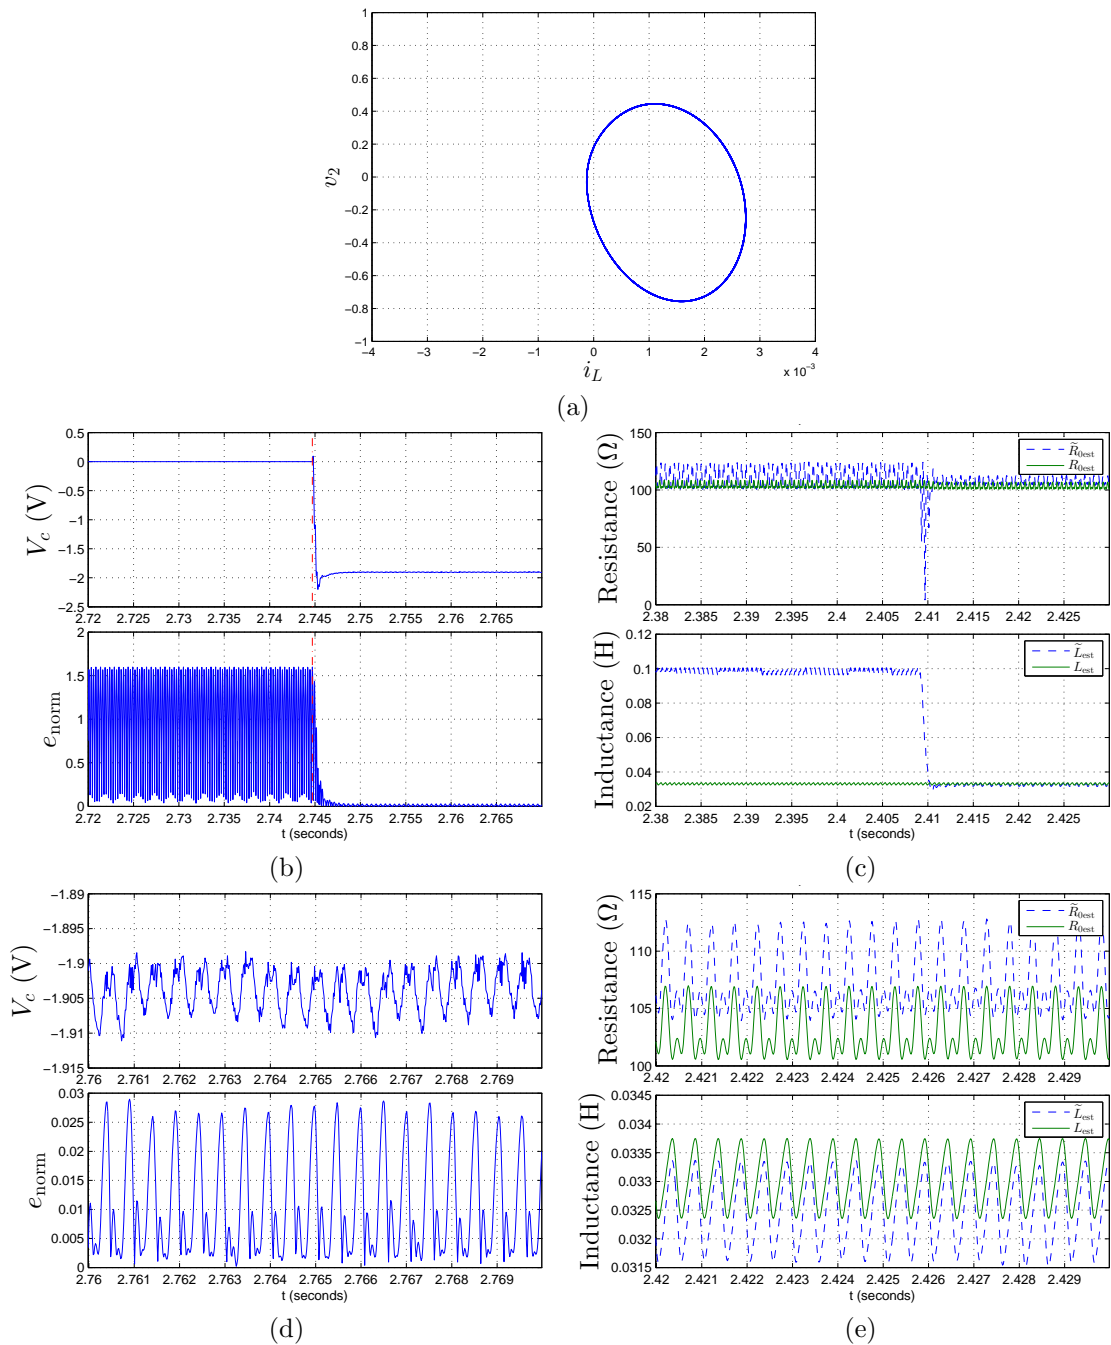 1
0.8
0.6
0.4
0.2
0
−0.2
−0.4
−0.6
−0.8
−1
v2
−4 −3 −2 −1 0 1 2 3 4
iL
x 10−3
(a)
0.5
0
−0.5
−1
−1.5
−2
−2.5
Vc (V)
2.72 2.725 2.73 2.735 2.74 2.745 2.75 2.755 2.76 2.765
2
1.5
1
0.5
0
enorm
2.72 2.725 2.73 2.735 2.74 2.745 2.75 2.755 2.76 2.765
t (seconds)
(b)
150
100
50
0
Resistance (Ω)
R̃0est
R0est
2.38 2.385 2.39 2.395 2.4 2.405 2.41 2.415 2.42 2.425
0.12
0.1
0.08
0.06
0.04
0.02
Inductance (H)
L̃est
Lest
2.38 2.385 2.39 2.395 2.4 2.405 2.41 2.415 2.42 2.425
t (seconds)
(c)
−1.89
−1.895
−1.9
−1.905
−1.91
−1.915
Vc (V)
2.76 2.761 2.762 2.763 2.764 2.765 2.766 2.767 2.768 2.769
0.03
0.025
0.02
0.015
0.01
0.005
0
enorm
2.76 2.761 2.762 2.763 2.764 2.765 2.766 2.767 2.768 2.769
t (seconds)
(d)
115
110
105
100
Resistance (Ω)
R̃0est
R0est
2.42 2.421 2.422 2.423 2.424 2.425 2.426 2.427 2.428 2.429
0.0345
0.034
0.0335
0.033
0.0325
0.032
0.0315
Inductance (H)
L̃est
Lest
2.42 2.421 2.422 2.423 2.424 2.425 2.426 2.427 2.428 2.429
t (seconds)
(e)